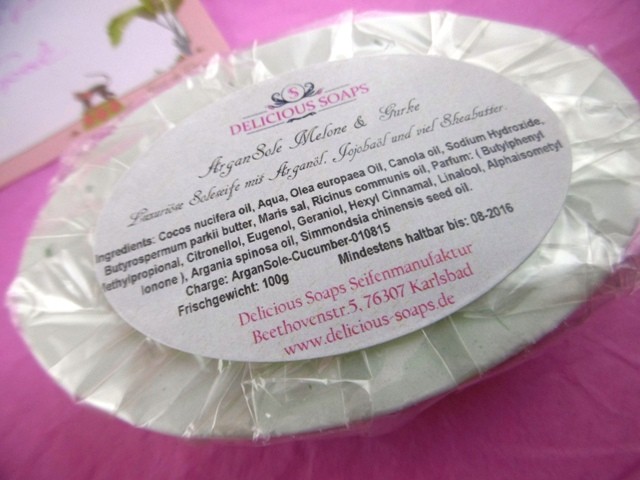 S
DELICIOUS SOAPS
ArganSole Melone & Gurke
Luxuriöse Soleseife mit Arganöl, Jojobaöl und viel Sheabutter
Ingredients: Cocos nucifera oil, Aqua, Olea europaea Oil, Canola oil, Sodium Hydroxide,
Butyrospermum parkii butter, Maris sal, Ricinus communis oil, Parfum: ( Butylphenyl
Methylpropional, Citronellol, Eugenol, Geraniol, Hexyl Cinnamal, Linalool, Alphaisometyl
Ionone ), Argania spinosa oil, Simmondsia chinensis seed oil.
Charge: ArganSole-Cucumber-010815
Frischgewicht: 100g Mindestens haltbar bis: 08-2016
Delicious Soaps Seifenmanufaktur
Beethovenstr.5, 76307 Karlsbad
www.delicious-soaps.de